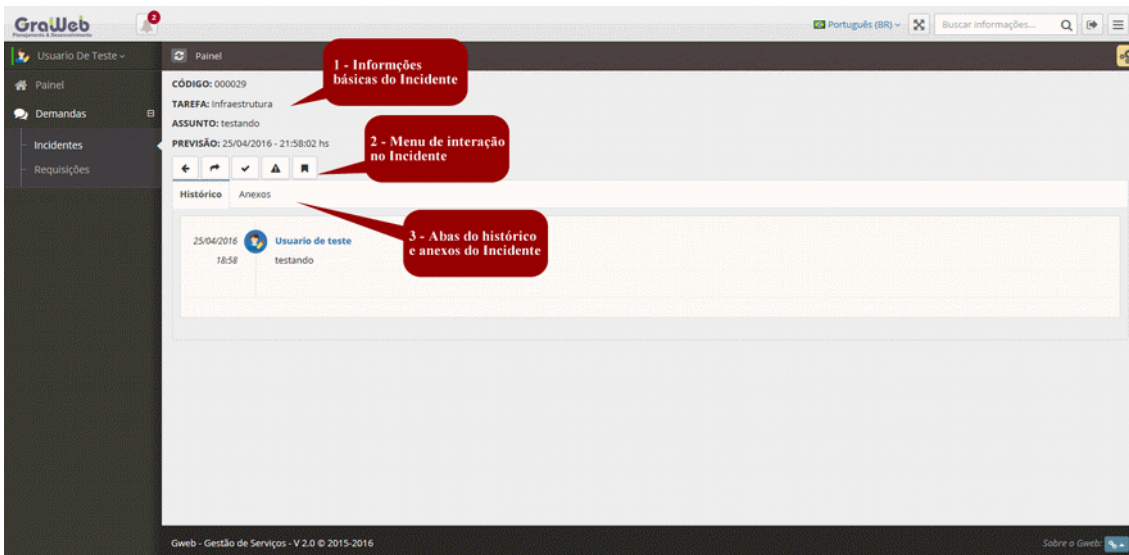 GraWeb
Planejamento & Desenvolvimento
2
Português (BR)
Buscar informações...
Usuario De Teste
Painel
Painel
Demandas
Incidentes
Requisições
CÓDIGO: 000029
TAREFA: Infraestrutura
ASSUNTO: testando
PREVISÃO: 25/04/2016 - 21:58:02 hs
1 - Informções
básicas do Incidente
2 - Menu de interação
no Incidente
Histórico Anexos
3 - Abas do histórico
e anexos do Incidente
25/04/2016 Usuario de teste
18:58 testando
Gweb - Gestão de Serviços - V 2.0 © 2015-2016
Sobre o Gweb: